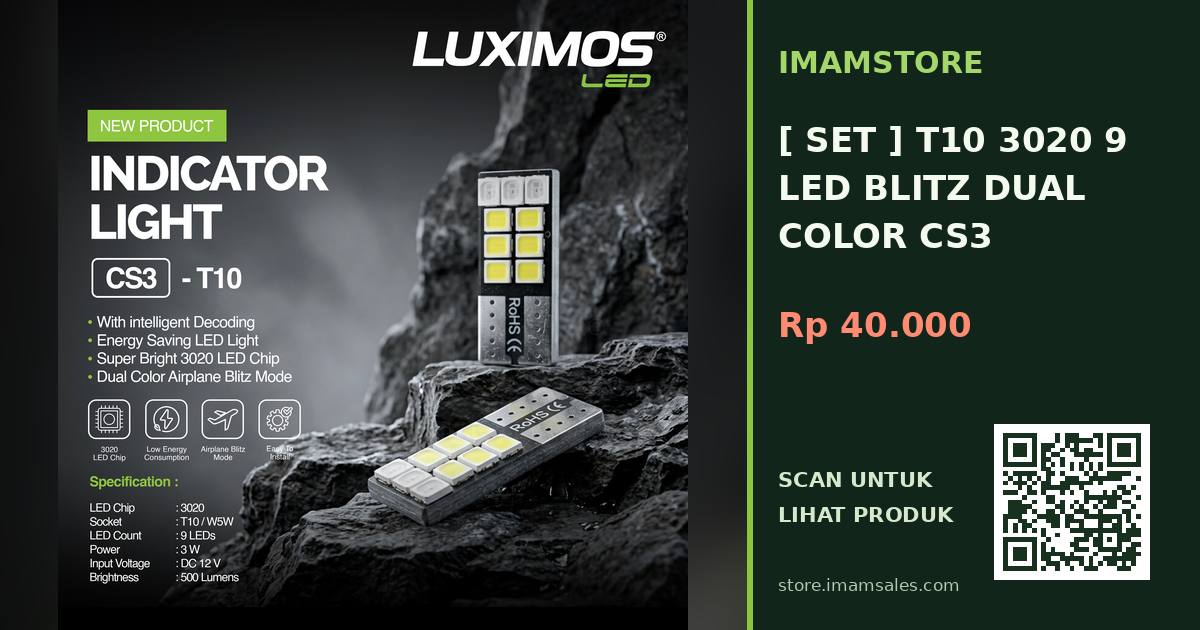 LUXIMOS®
LED
NEW PRODUCT
INDICATOR
LIGHT
CS3 - T10
• With intelligent Decoding
• Energy Saving LED Light
• Super Bright 3020 LED Chip
• Dual Color Airplane Blitz Mode
3020
LED Chip
Low Energy
Consumption
Airplane Blitz
Mode
Easy To
Install
Specification :
LED Chip : 3020
Socket : T10 / W5W
LED Count : 9 LEDs
Power : 3 W
Input Voltage : DC 12 V
Brightness : 500 Lumens
RoHS CE
RoHS CE
IMAMSTORE
[ SET ] T10 3020 9
LED BLITZ DUAL
COLOR CS3
Rp 40.000
SCAN UNTUK
LIHAT PRODUK
store.imamsales.com